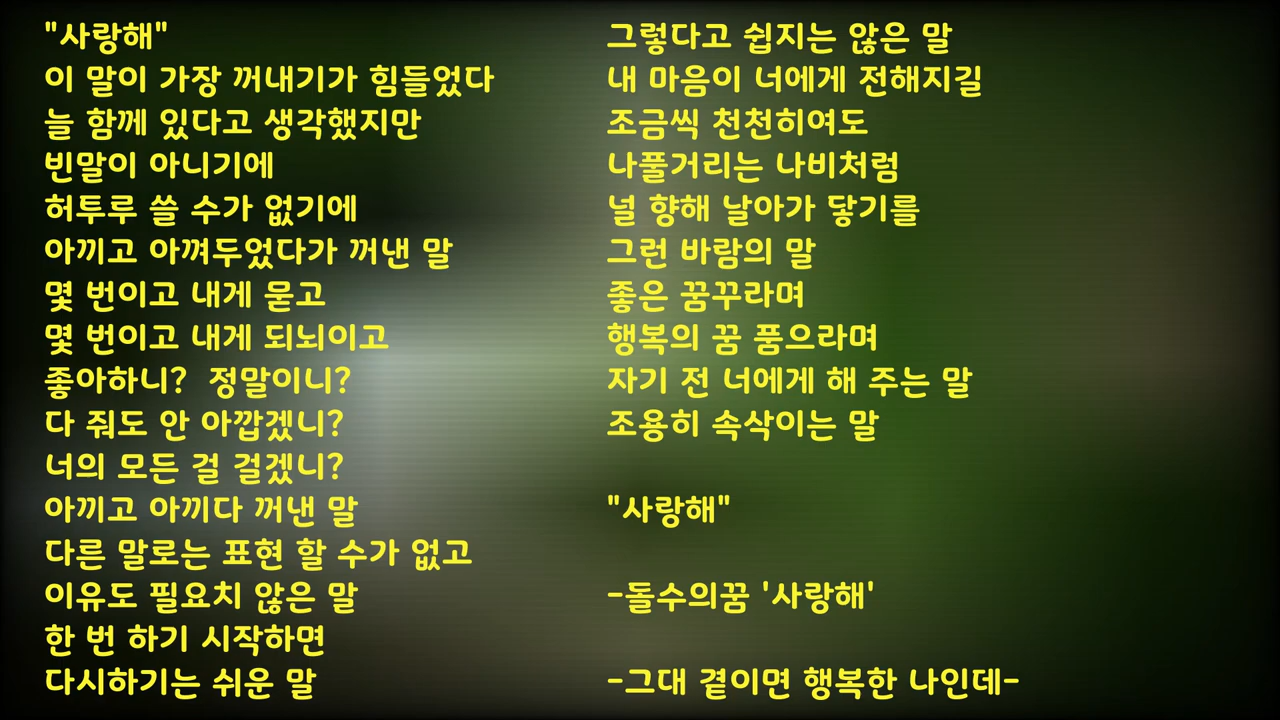 "사랑해"
이 말이 가장 꺼내기가 힘들었다
늘 함께 있다고 생각했지만
빈말이 아니기에
허투루 쓸 수가 없기에
아끼고 아껴두었다가 꺼낸 말
몇 번이고 내게 묻고
몇 번이고 내게 되뇌이고
좋아하니?  정말이니?
다 줘도 안 아깝겠니?
너의 모든 걸 걸겠니?
아끼고 아끼다 꺼낸 말
다른 말로는 표현 할 수가 없고
이유도 필요치 않은 말
한 번 하기 시작하면
다시하기는 쉬운 말
그렇다고 쉽지는 않은 말
내 마음이 너에게 전해지길
조금씩 천천히여도
나풀거리는 나비처럼
널 향해 날아가 닿기를
그런 바람의 말
좋은 꿈꾸라며
행복의 꿈 품으라며
자기 전 너에게 해 주는 말
조용히 속삭이는 말
"사랑해"
-돌수의꿈 '사랑해'
-그대 곁이면 행복한 나인데-